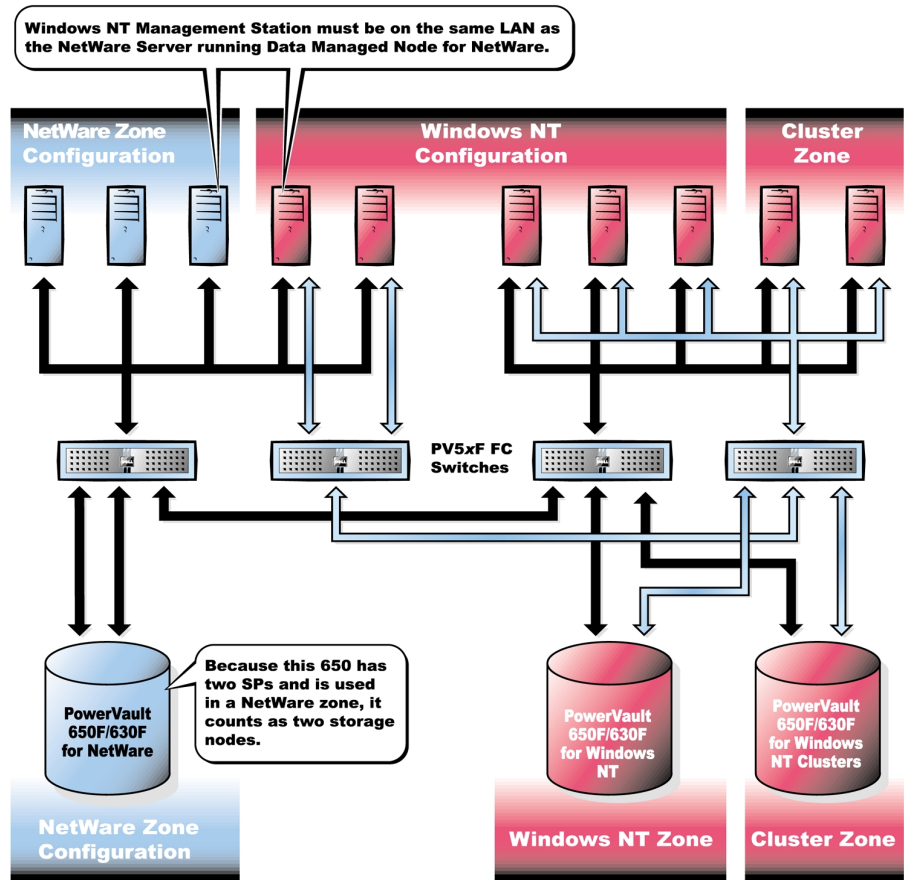 Windows NT Management Station must be on the same LAN as
the NetWare Server running Data Managed Node for NetWare.
NetWare Zone
Configuration
Windows NT
Configuration
Cluster
Zone
PV5xF FC
Switches
Because this 650 has
two SPs and is used
in a NetWare zone, it
counts as two storage
nodes.
PowerVault
650F/630F
for NetWare
PowerVault
650F/630F
for Windows
NT
PowerVault
650F/630F
for Windows
NT Clusters
NetWare Zone
Configuration
Windows NT Zone
Cluster Zone